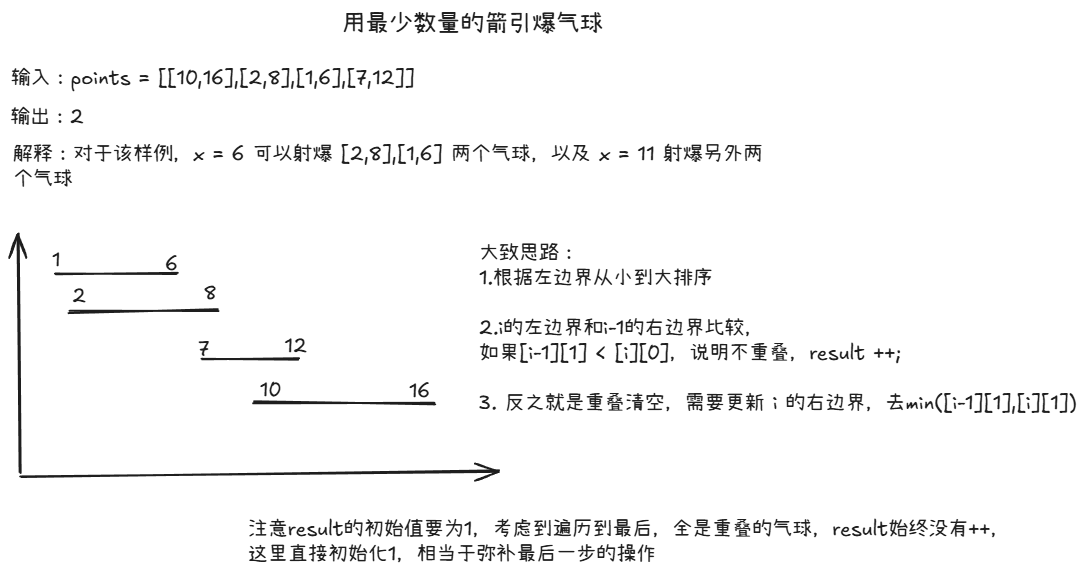 用最少数量的箭引爆气球
输入：points = [[10,16],[2,8],[1,6],[7,12]]
输出：2
解释：对于该样例，x = 6 可以射爆 [2,8],[1,6] 两个气球，以及 x = 11 射爆另外两
个气球
1
6
2
8
7
12
10
16
大致思路：
1.根据左边界从小到大排序
2.i的左边界和i-1的右边界比较，
如果[i-1][1] < [i][0]，说明不重叠，result ++;
3. 反之就是重叠清空，需要更新 i 的右边界，去min([i-1][1],[i][1])
注意result的初始值要为1，考虑到遍历到最后，全是重叠的气球，result始终没有++，
这里直接初始化1，相当于弥补最后一步的操作